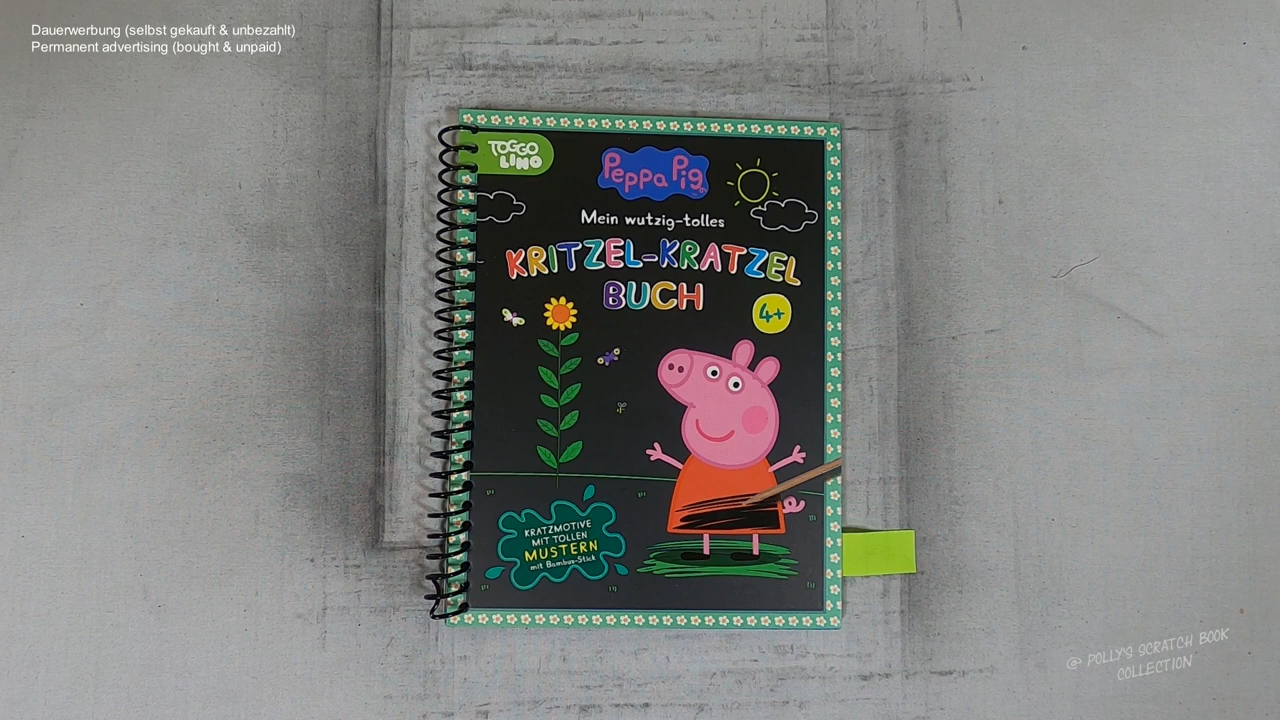 Dauerwerbung (selbst gekauft & unbezahlt)
Permanent advertising (bought & unpaid)
TOGGO
LINO
Peppa Pig
Mein wutzig-tolles
KRITZEL-KRATZEL
BUCH
4+
KRATZMOTIVE
MIT TOLLEN
MUSTERN
mit Bambus-Stick
@ POLLY'S SCRATCH BOOK
COLLECTION